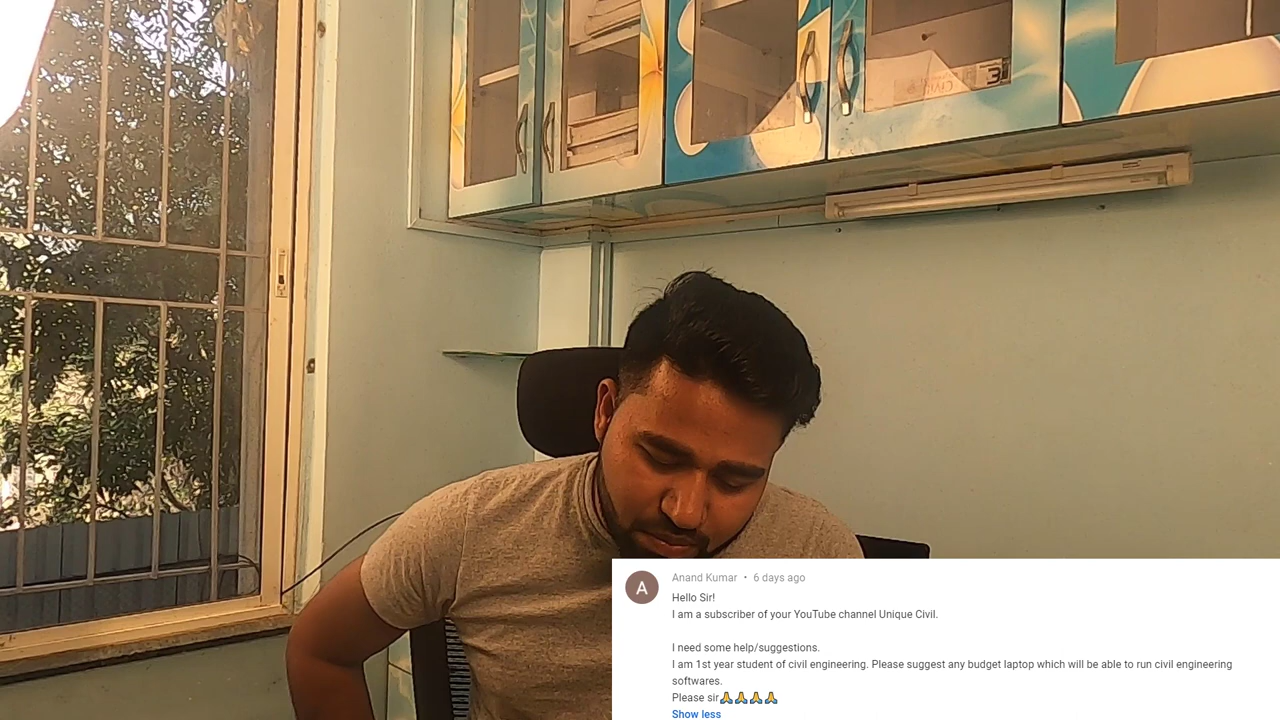 A
Anand Kumar • 6 days ago
Hello Sir!
I am a subscriber of your YouTube channel Unique Civil.
I need some help/suggestions.
I am 1st year student of civil engineering. Please suggest any budget laptop which will be able to run civil engineering
softwares.
Please sir🙏🙏🙏🙏
Show less